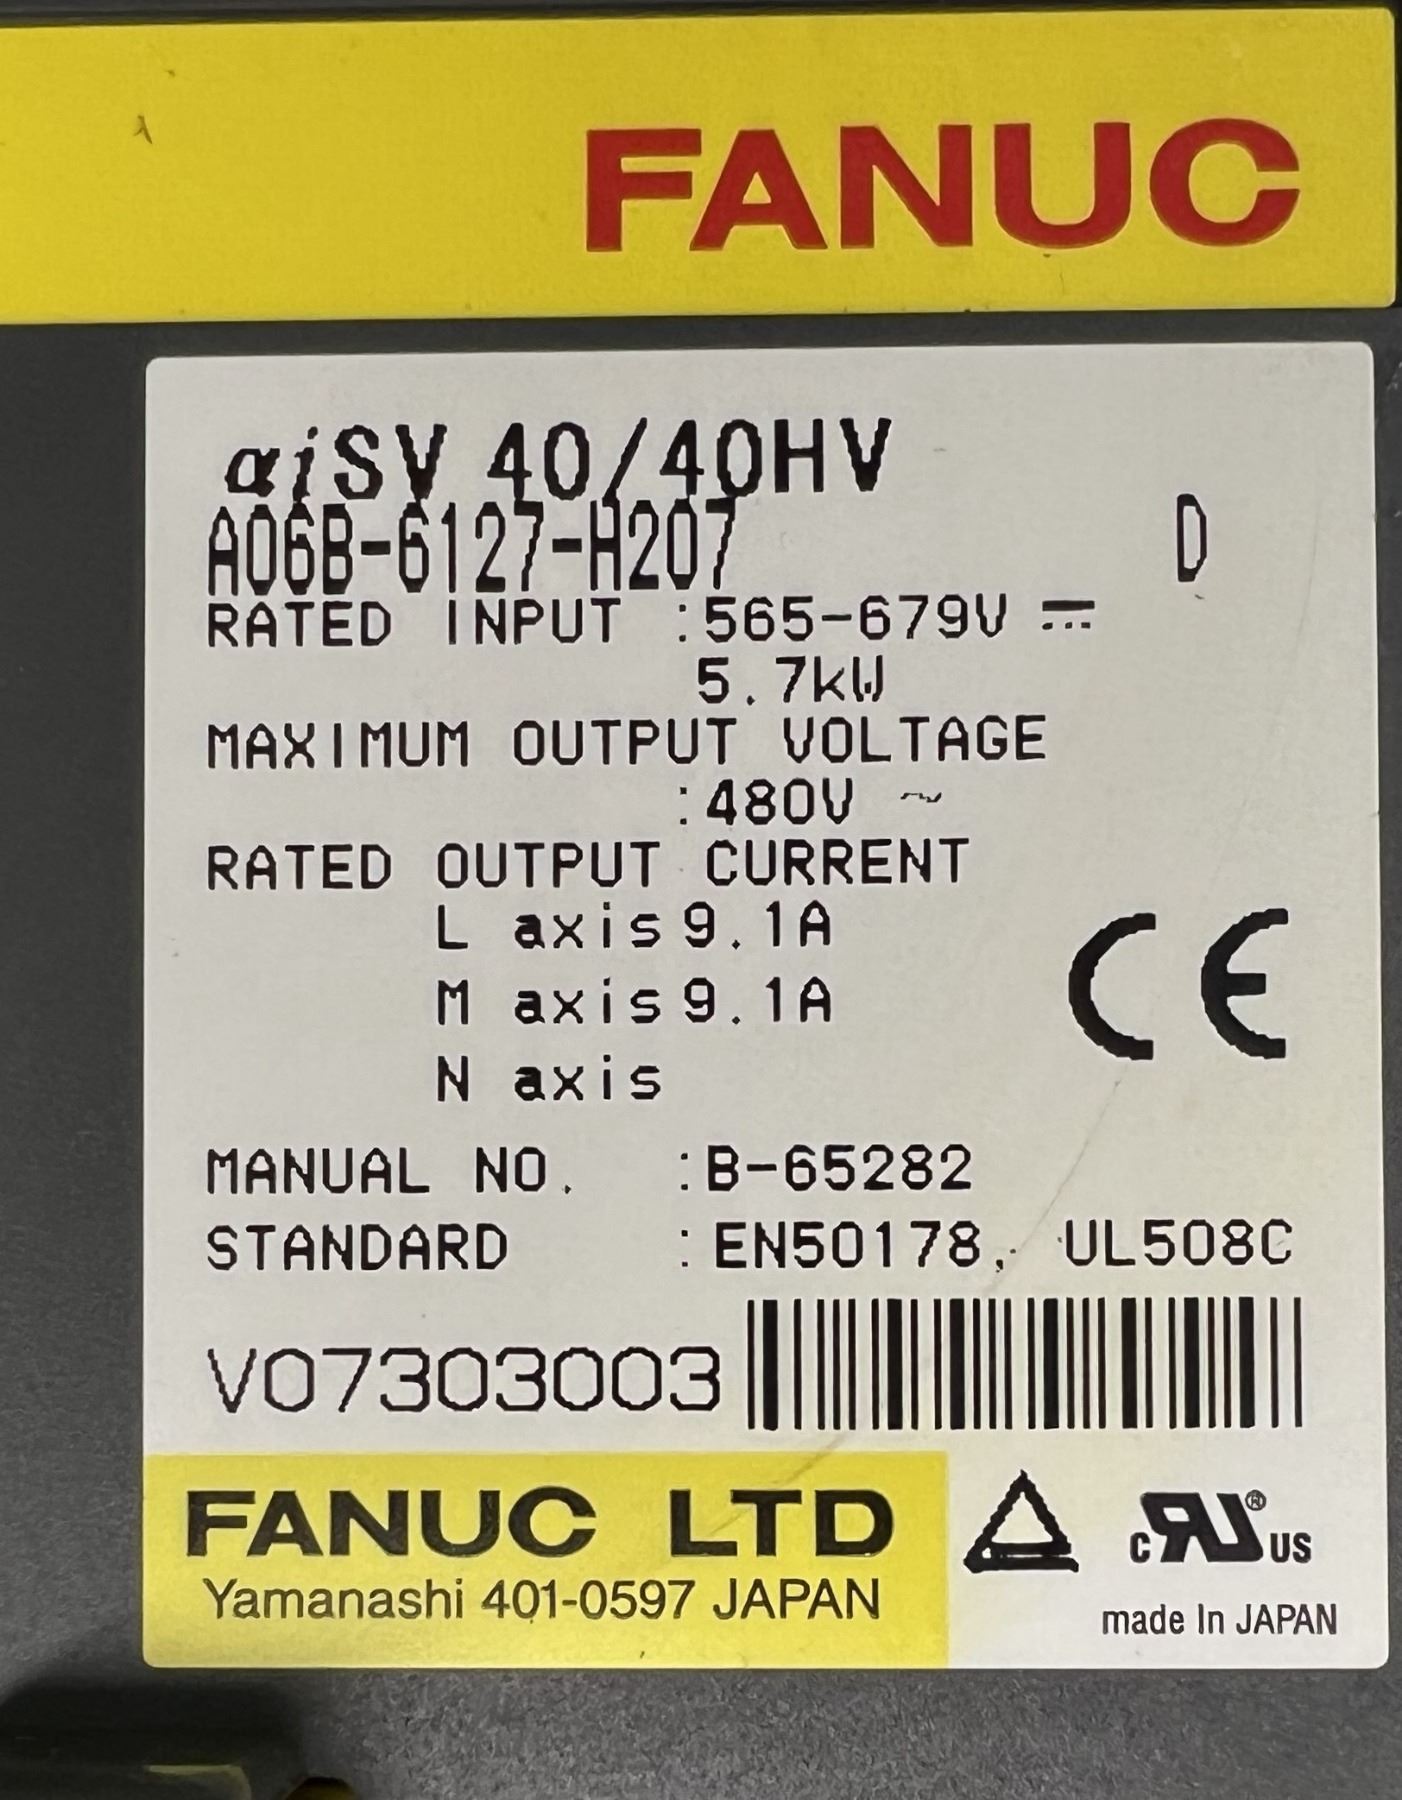 FANUC
αiSV 40/40HV
A06B-6127-H207 D
RATED INPUT :565-679V ⎓
5.7kW
MAXIMUM OUTPUT VOLTAGE
:480V ~
RATED OUTPUT CURRENT
L axis 9.1A
M axis 9.1A
N axis
MANUAL NO. :B-65282
STANDARD :EN50178, UL508C
V07303003
CE
FANUC LTD
Yamanashi 401-0597 JAPAN
c RU ® US
made In JAPAN